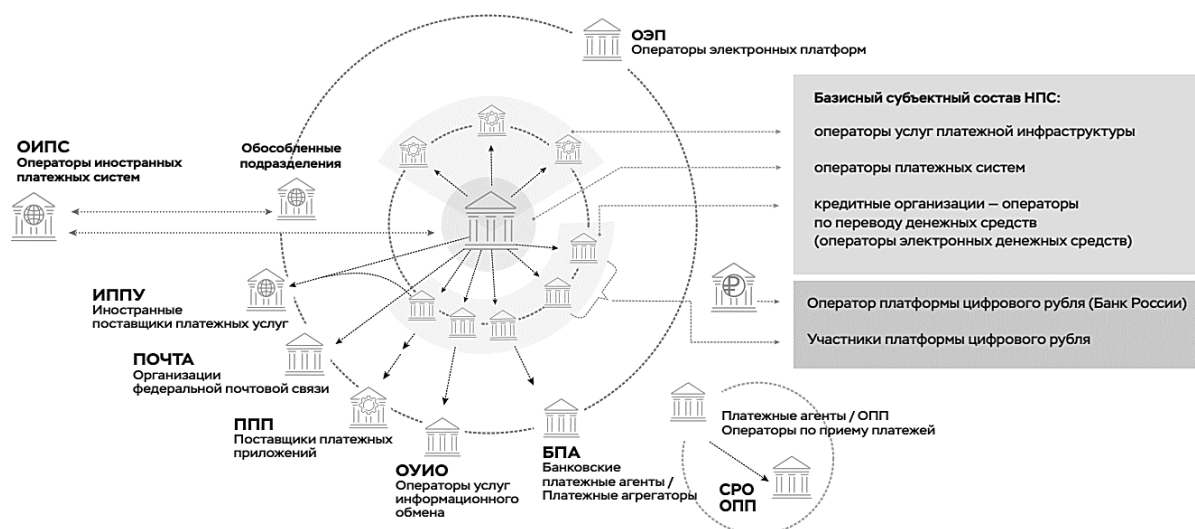 ОЭП
Операторы электронных платформ
ОИПС
Операторы иностранных
платежных систем
Обособленные
подразделения
Базисный субъектный состав НПС:
операторы услуг платежной инфраструктуры
операторы платежных систем
кредитные организации – операторы
по переводу денежных средств
(операторы электронных денежных средств)
Оператор платформы цифрового рубля (Банк России)
Участники платформы цифрового рубля
ИППУ
Иностранные
поставщики платежных услуг
ПОЧТА
Организации
федеральной почтовой связи
ППП
Поставщики платежных
приложений
ОУИО
Операторы услуг
информационного
обмена
БПА
Банковские
платежные агенты /
Платежные агрегаторы
Платежные агенты / ОПП
Операторы по приему платежей
СРО
ОПП